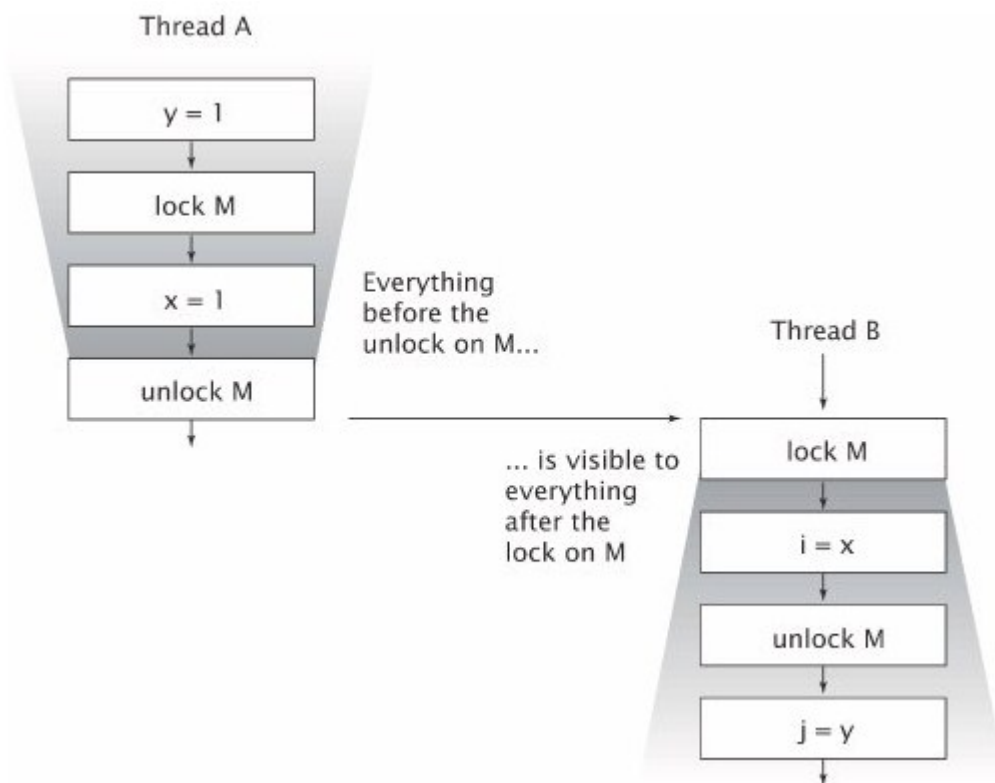 Thread A
y = 1
lock M
x = 1
unlock M
Everything
before the
unlock on M...
Thread B
lock M
... is visible to
everything
after the
lock on M
i = x
unlock M
j = y